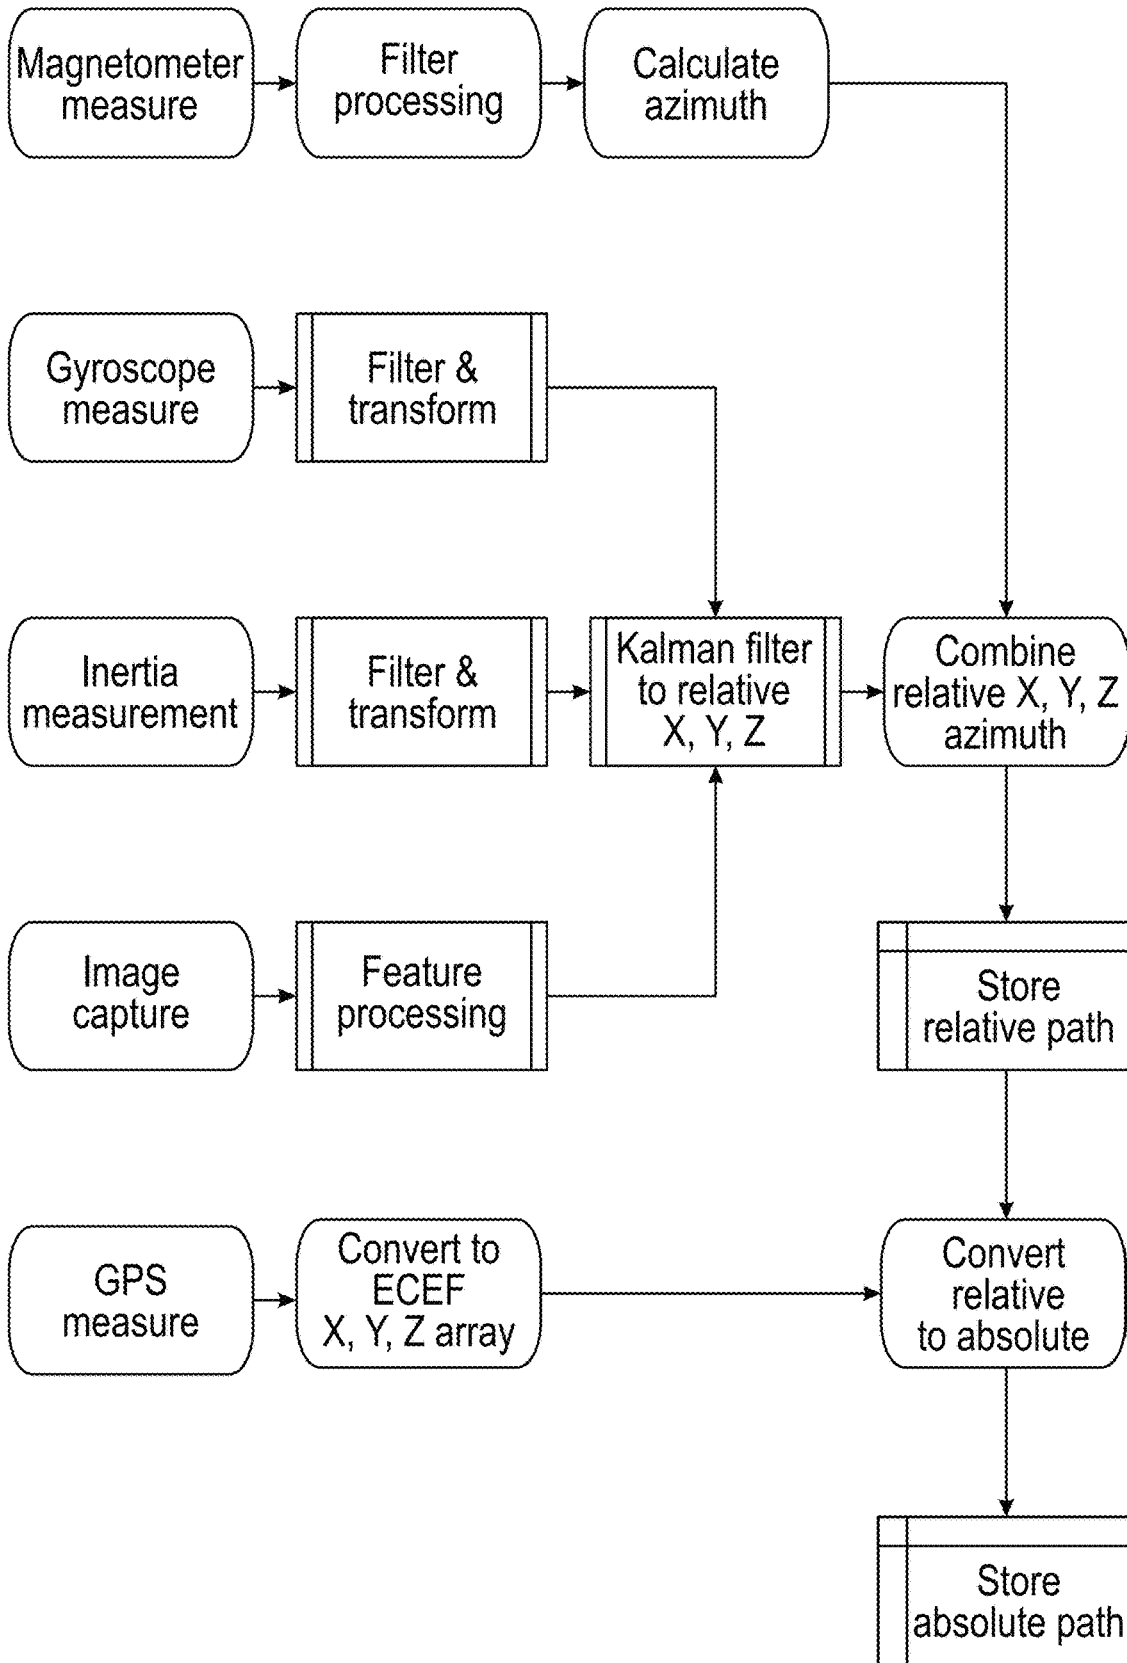 Magnetometer
measure
Filter
processing
Calculate
azimuth
Gyroscope
measure
Filter &
transform
Inertia
measurement
Filter &
transform
Kalman filter
to relative
X, Y, Z
Combine
relative X, Y, Z
azimuth
Image
capture
Feature
processing
Store
relative path
GPS
measure
Convert to
ECEF
X, Y, Z array
Convert
relative
to absolute
Store
absolute path